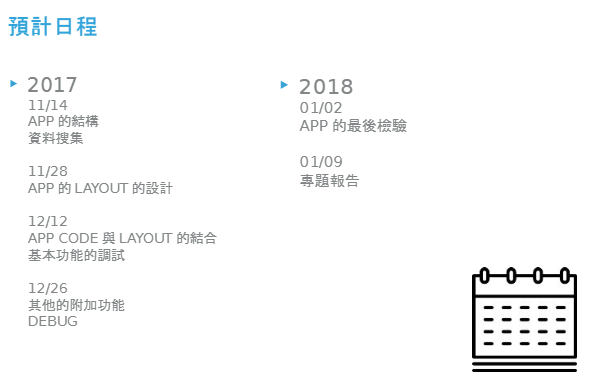 預計日程
2017
11/14
APP 的結構
資料搜集
11/28
APP 的 LAYOUT 的設計
12/12
APP CODE 與 LAYOUT 的結合
基本功能的調試
12/26
其他的附加功能
DEBUG
2018
01/02
APP 的最後檢驗
01/09
專題報告